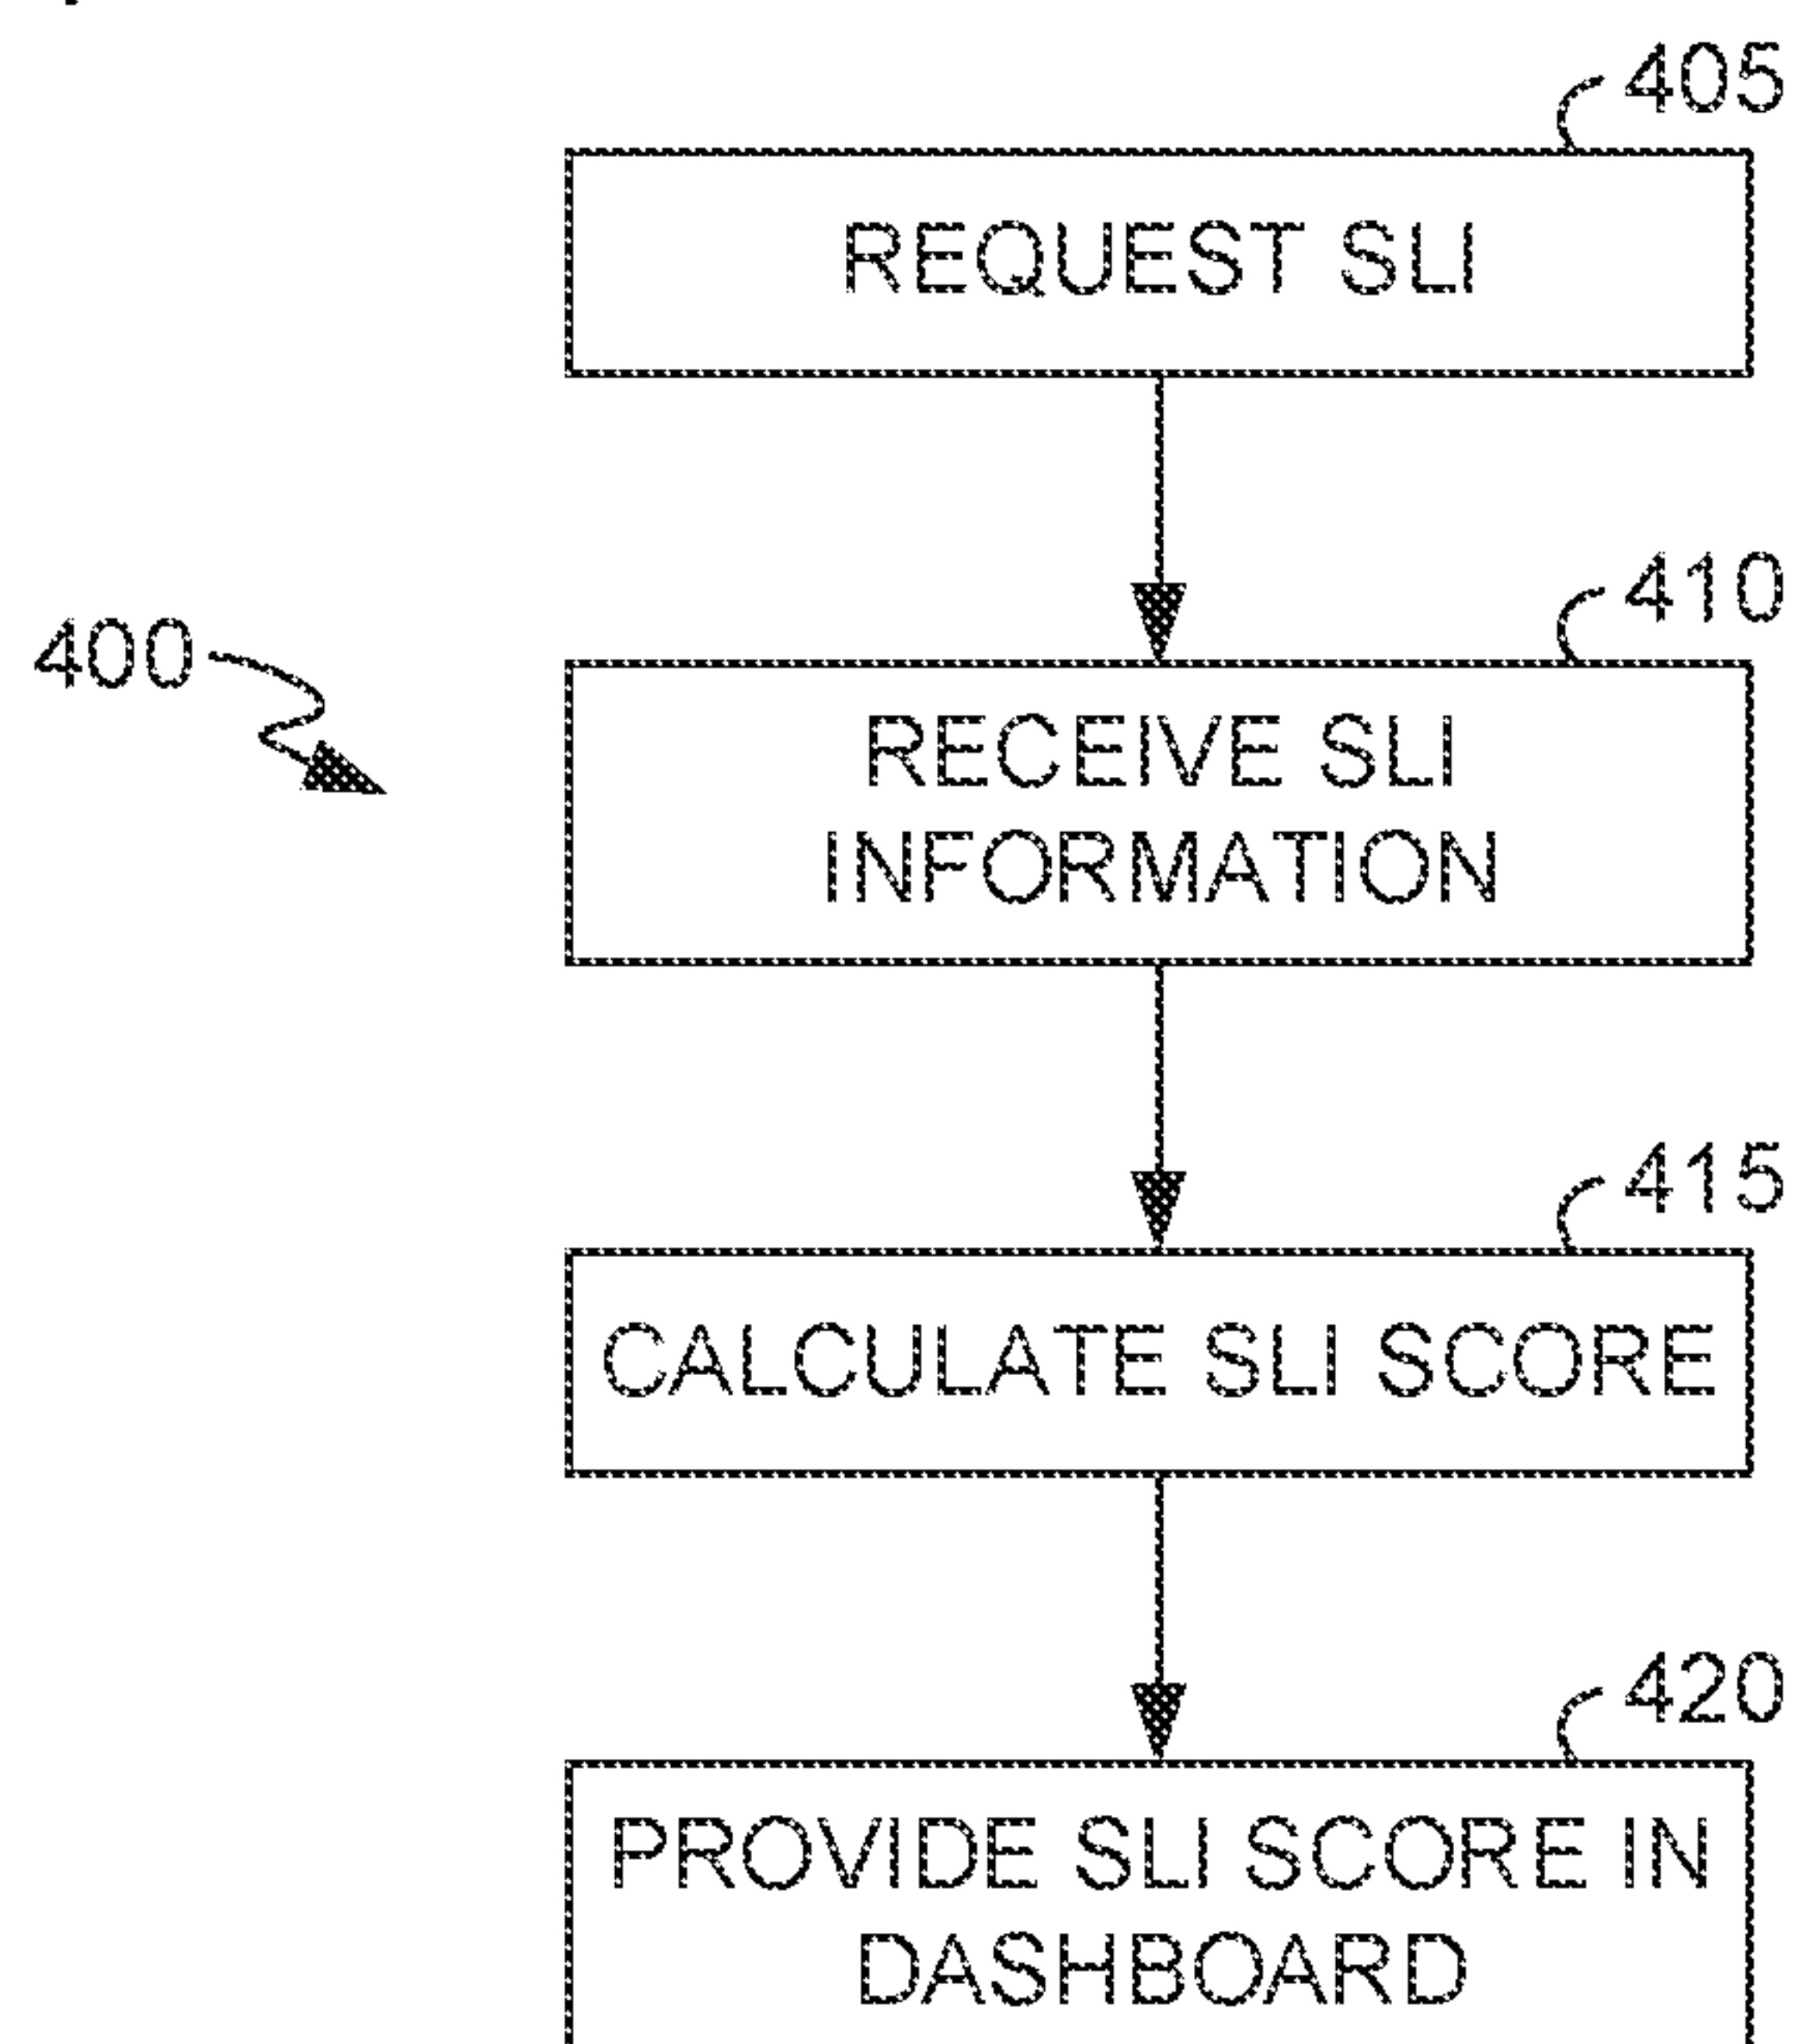 405
REQUEST SLI
410
400
RECEIVE SLI
INFORMATION
415
CALCULATE SLI SCORE
420
PROVIDE SLI SCORE IN
DASHBOARD